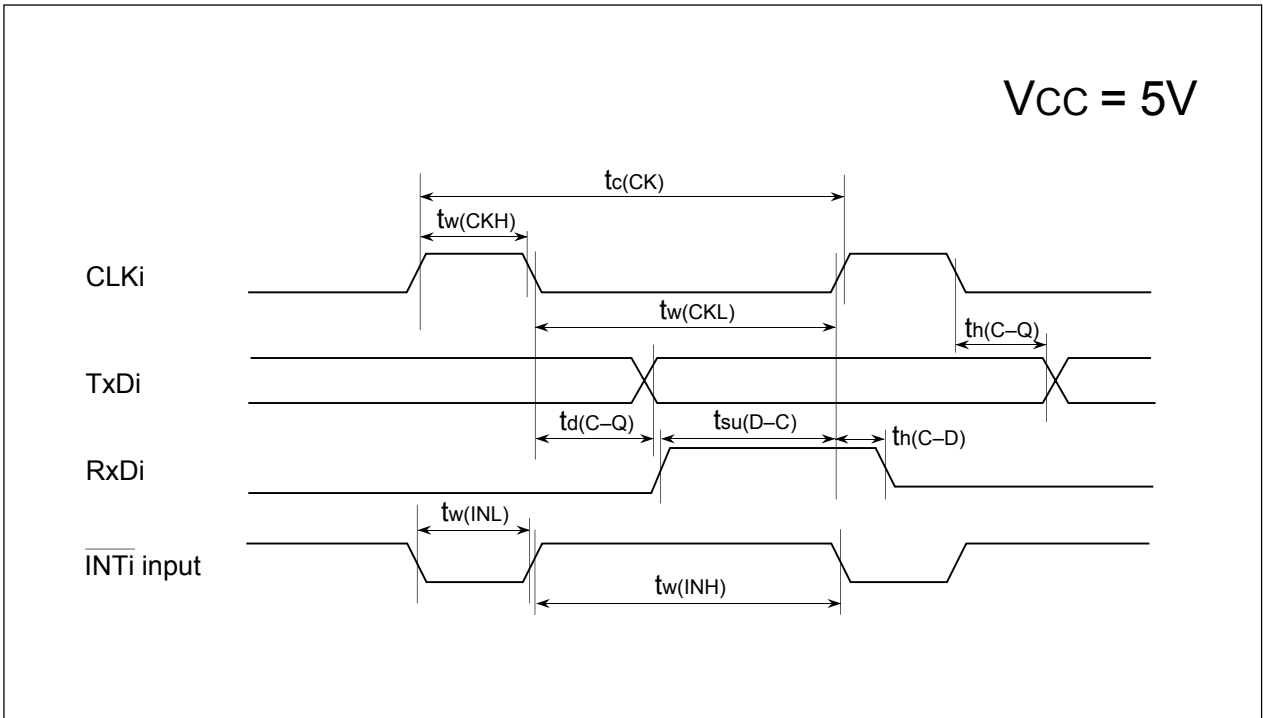 VCC = 5V
tc(CK)
tw(CKH)
CLKi
tw(CKL)
th(C–Q)
TxDi
td(C–Q)
tsu(D–C)
th(C–D)
RxDi
tw(INL)
INTi input
tw(INH)